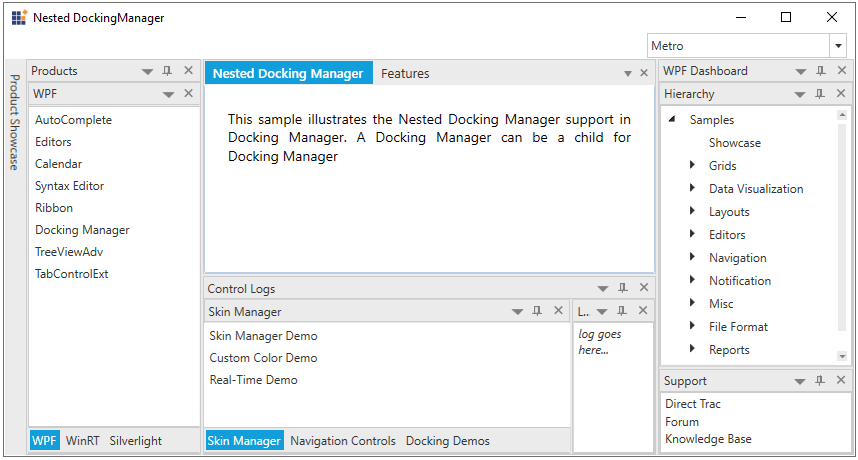 Nested DockingManager
Metro
Product Showcase
Products
WPF
AutoComplete
Editors
Calendar
Syntax Editor
Ribbon
Docking Manager
TreeViewAdv
TabControlExt
WPF WinRT Silverlight
Nested Docking Manager Features
This sample illustrates the Nested Docking Manager support in
Docking Manager. A Docking Manager can be a child for
Docking Manager
Control Logs
Skin Manager
Skin Manager Demo
Custom Color Demo
Real-Time Demo
Skin Manager Navigation Controls Docking Demos
L...
log goes
here...
WPF Dashboard
Hierarchy
Samples
Showcase
Grids
Data Visualization
Layouts
Editors
Navigation
Notification
Misc
File Format
Reports
Support
Direct Trac
Forum
Knowledge Base